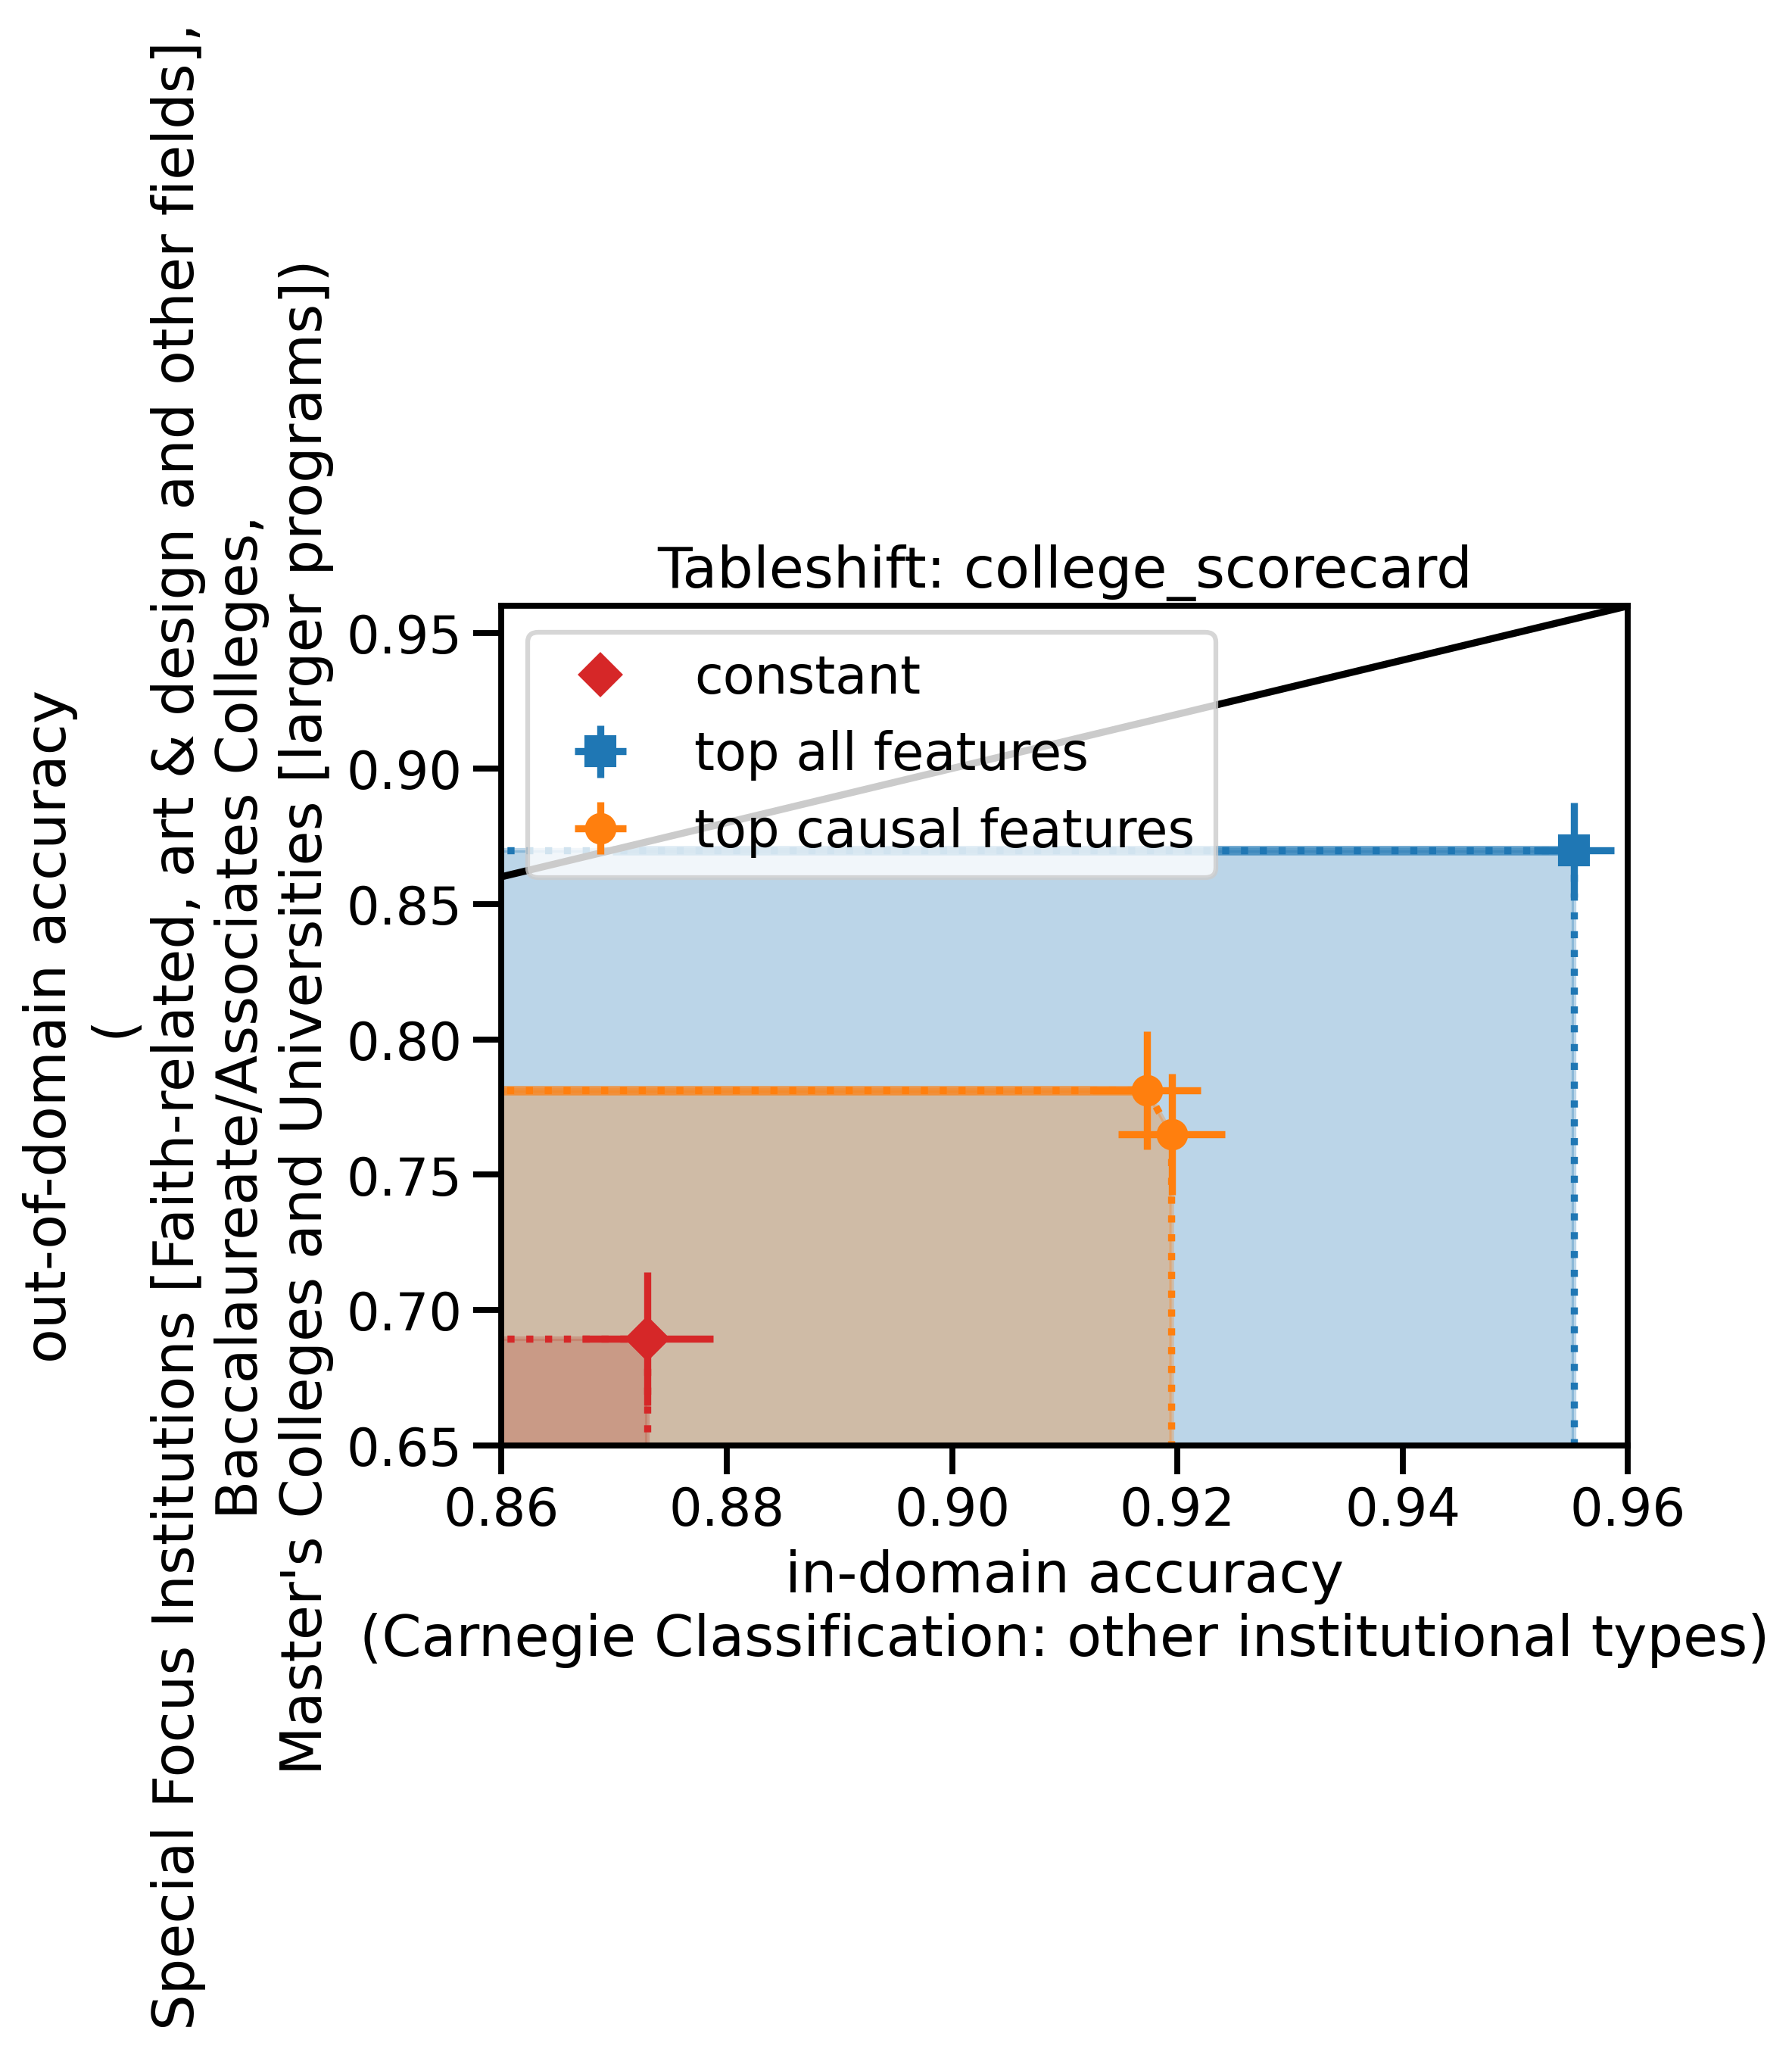 Tableshift: college_scorecard
out-of-domain accuracy
(
Special Focus Institutions [Faith-related, art & design and other fields],
Baccalaureate/Associates Colleges,
Master's Colleges and Universities [larger programs])
0.95
0.90
0.85
0.80
0.75
0.70
0.65
constant
top all features
top causal features
0.86 0.88 0.90 0.92 0.94 0.96
in-domain accuracy
(Carnegie Classification: other institutional types)